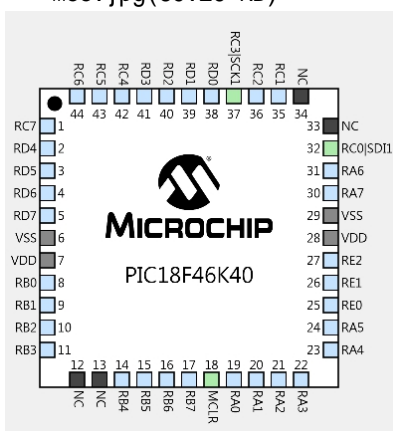 RC6 RC5 RC4 RD3 RD2 RD1 RD0 RC3|SCK1 RC2 RC1 NC
44 43 42 41 40 39 38 37 36 35 34
RC7 1
RD4 2
RD5 3
RD6 4
RD7 5
VSS 6
VDD 7
RB0 8
RB1 9
RB2 10
RB3 11
MICROCHIP
PIC18F46K40
33 NC
32 RC0|SDI1
31 RA6
30 RA7
29 VSS
28 VDD
27 RE2
26 RE1
25 RE0
24 RA5
23 RA4
12 13 14 15 16 17 18 19 20 21 22
NC NC RB4 RB5 RB6 RB7 MCLR RA0 RA1 RA2 RA3